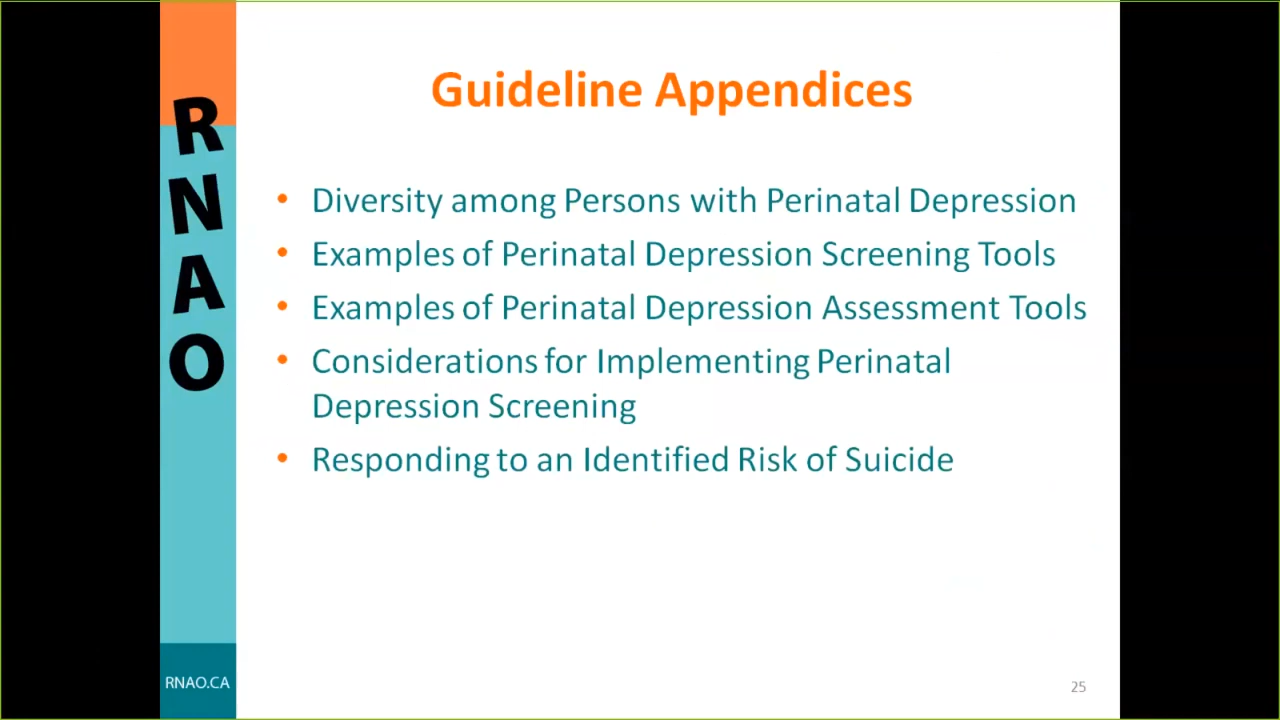 Guideline Appendices
RNAO
• Diversity among Persons with Perinatal Depression
• Examples of Perinatal Depression Screening Tools
• Examples of Perinatal Depression Assessment Tools
• Considerations for Implementing Perinatal
Depression Screening
• Responding to an Identified Risk of Suicide
RNAO.CA
25